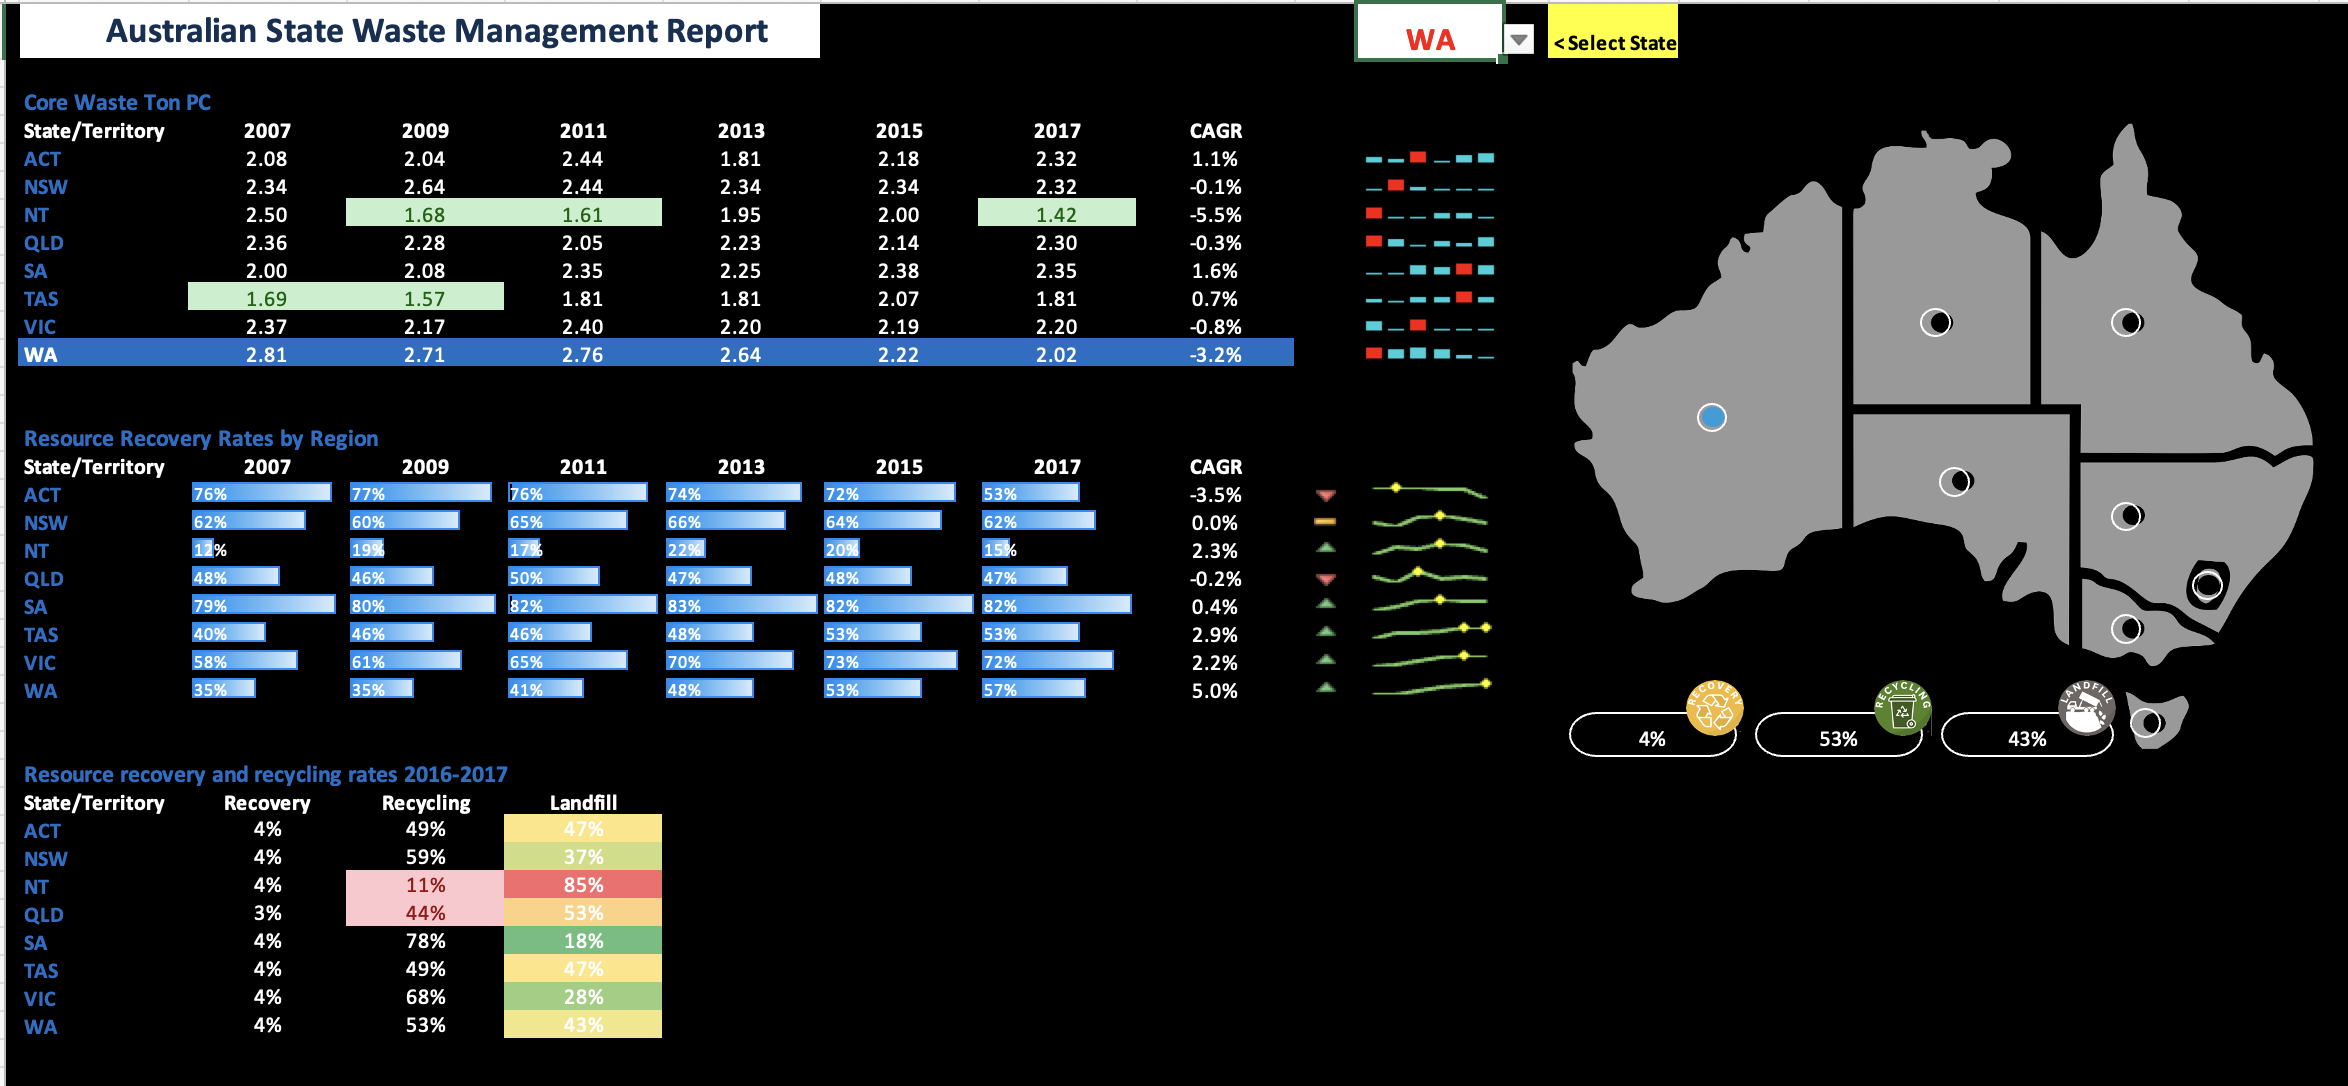 Australian State Waste Management Report
WA
<Select State
Core Waste Ton PC
State/Territory 2007 2009 2011 2013 2015 2017 CAGR
ACT 2.08 2.04 2.44 1.81 2.18 2.32 1.1%
NSW 2.34 2.64 2.44 2.34 2.34 2.32 -0.1%
NT 2.50 1.68 1.61 1.95 2.00 1.42 -5.5%
QLD 2.36 2.28 2.05 2.23 2.14 2.30 -0.3%
SA 2.00 2.08 2.35 2.25 2.38 2.35 1.6%
TAS 1.69 1.57 1.81 1.81 2.07 1.81 0.7%
VIC 2.37 2.17 2.40 2.20 2.19 2.20 -0.8%
WA 2.81 2.71 2.76 2.64 2.22 2.02 -3.2%
Resource Recovery Rates by Region
State/Territory 2007 2009 2011 2013 2015 2017 CAGR
ACT 76% 77% 76% 74% 72% 53% -3.5%
NSW 62% 60% 65% 66% 64% 62% 0.0%
NT 12% 19% 17% 22% 20% 15% 2.3%
QLD 48% 46% 50% 47% 48% 47% -0.2%
SA 79% 80% 82% 83% 82% 82% 0.4%
TAS 40% 46% 46% 48% 53% 53% 2.9%
VIC 58% 61% 65% 70% 73% 72% 2.2%
WA 35% 35% 41% 48% 53% 57% 5.0%
RECOVERY
4%
RECYCLING
53%
LANDFILL
43%
Resource recovery and recycling rates 2016-2017
State/Territory Recovery Recycling Landfill
ACT 4% 49% 47%
NSW 4% 59% 37%
NT 4% 11% 85%
QLD 3% 44% 53%
SA 4% 78% 18%
TAS 4% 49% 47%
VIC 4% 68% 28%
WA 4% 53% 43%